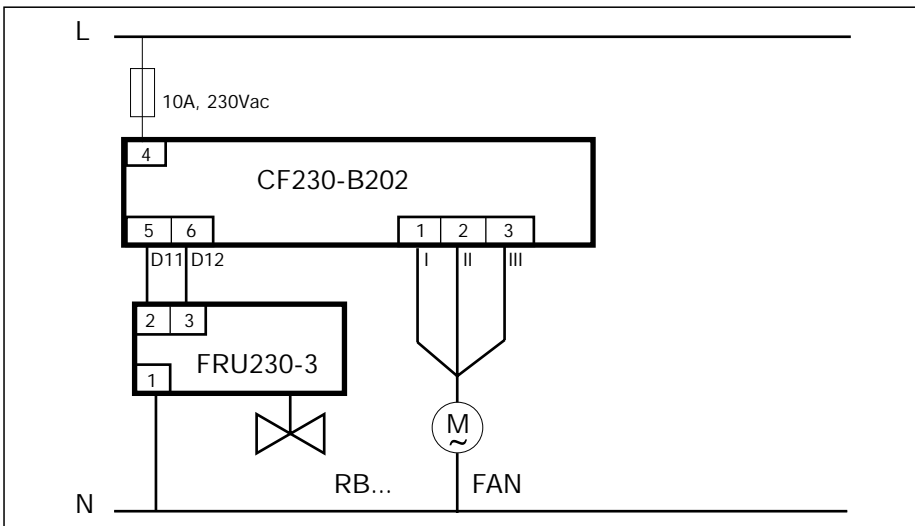 L
10A, 230Vac
4
CF230-B202
5 6 1 2 3
D11 D12 I II III
2 3
FRU230-3
1
M
~
RB... FAN
N